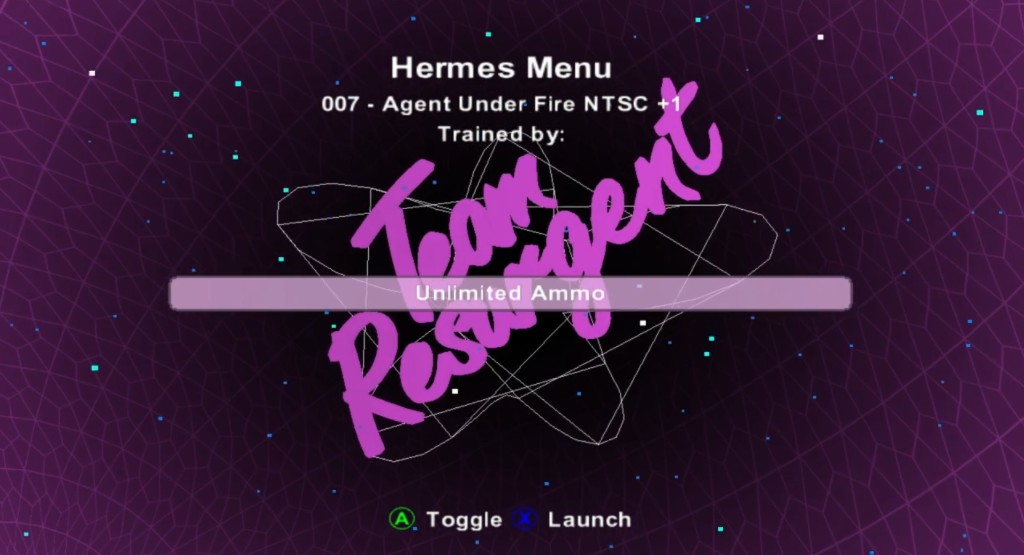 Hermes Menu
007 - Agent Under Fire NTSC +1
Trained by:
Team
Resurgent
Unlimited Ammo
A Toggle X Launch